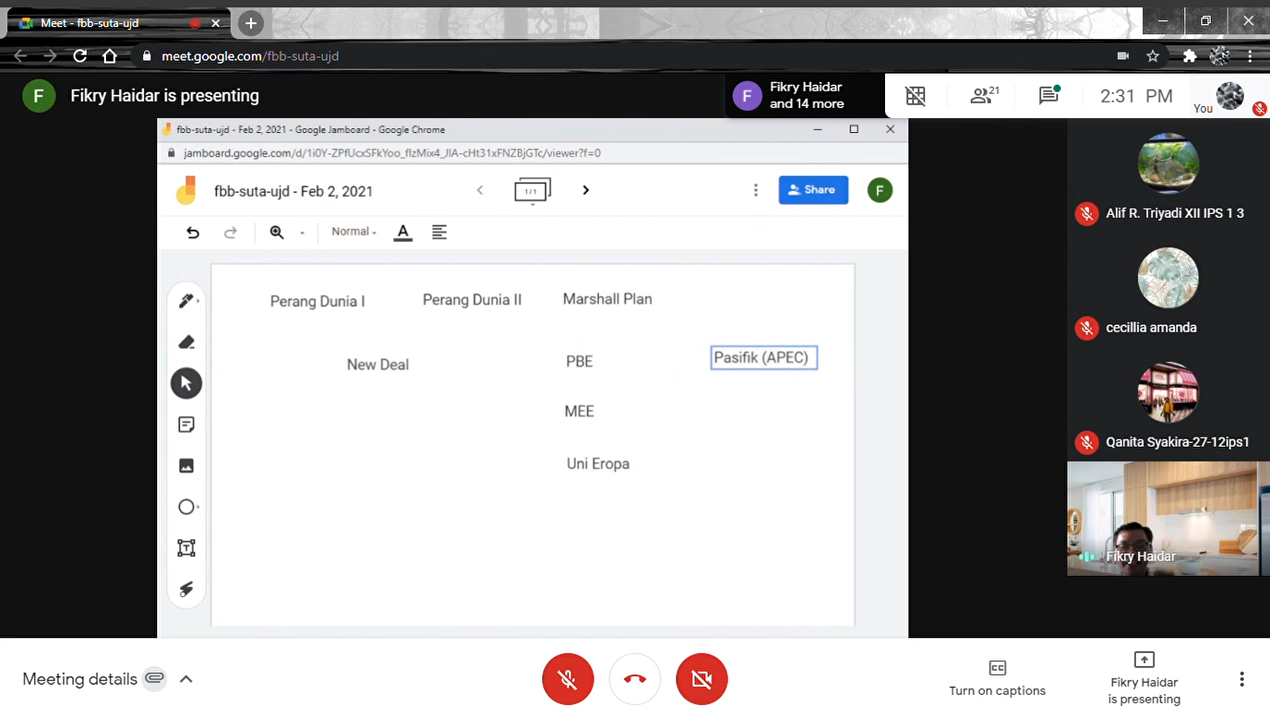 Meet - fbb-suta-ujd
meet.google.com/fbb-suta-ujd
F
Fikry Haidar is presenting
F
Fikry Haidar
and 14 more
21
2:31 PM
You
fbb-suta-ujd - Feb 2, 2021 - Google Jamboard - Google Chrome
jamboard.google.com/d/1i0Y-ZPfUcxSFkYoo_flzMix4_JIA-cHt31xFNZBjGTc/viewer?f=0
fbb-suta-ujd - Feb 2, 2021
1/1
Share
F
Normal
A
Perang Dunia I
Perang Dunia II
Marshall Plan
New Deal
PBE
Pasifik (APEC)
MEE
Uni Eropa
Alif R. Triyadi XII IPS 1 3
cecillia amanda
Qanita Syakira-27-12ips1
Fikry Haidar
Meeting details
CC
Turn on captions
Fikry Haidar
is presenting